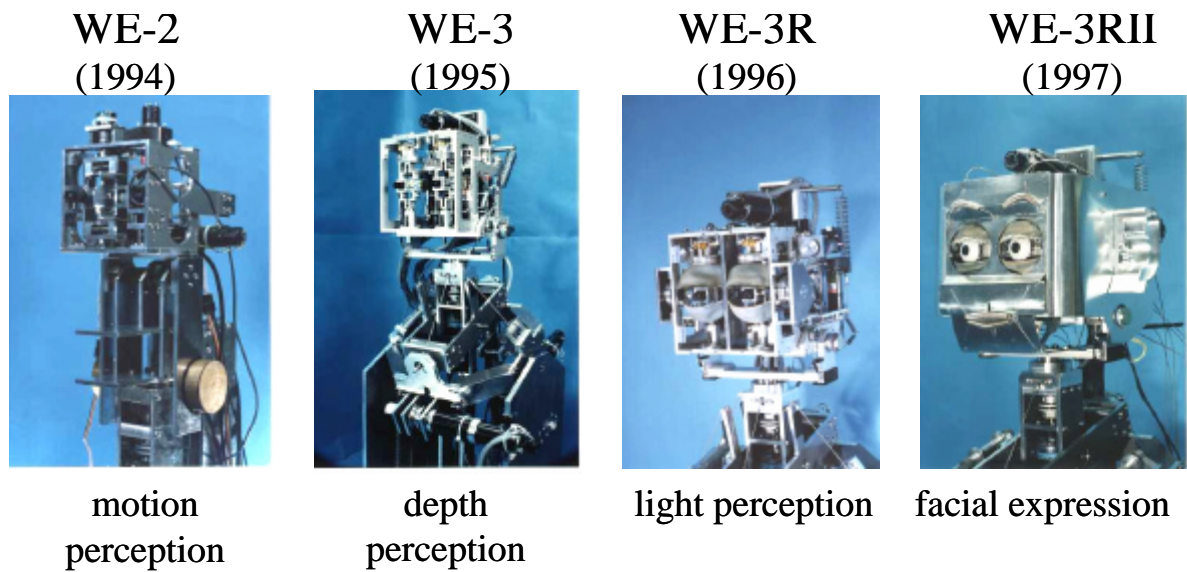 WE-2
(1994)
WE-3
(1995)
WE-3R
(1996)
WE-3RII
(1997)
motion
perception
depth
perception
light perception
facial expression